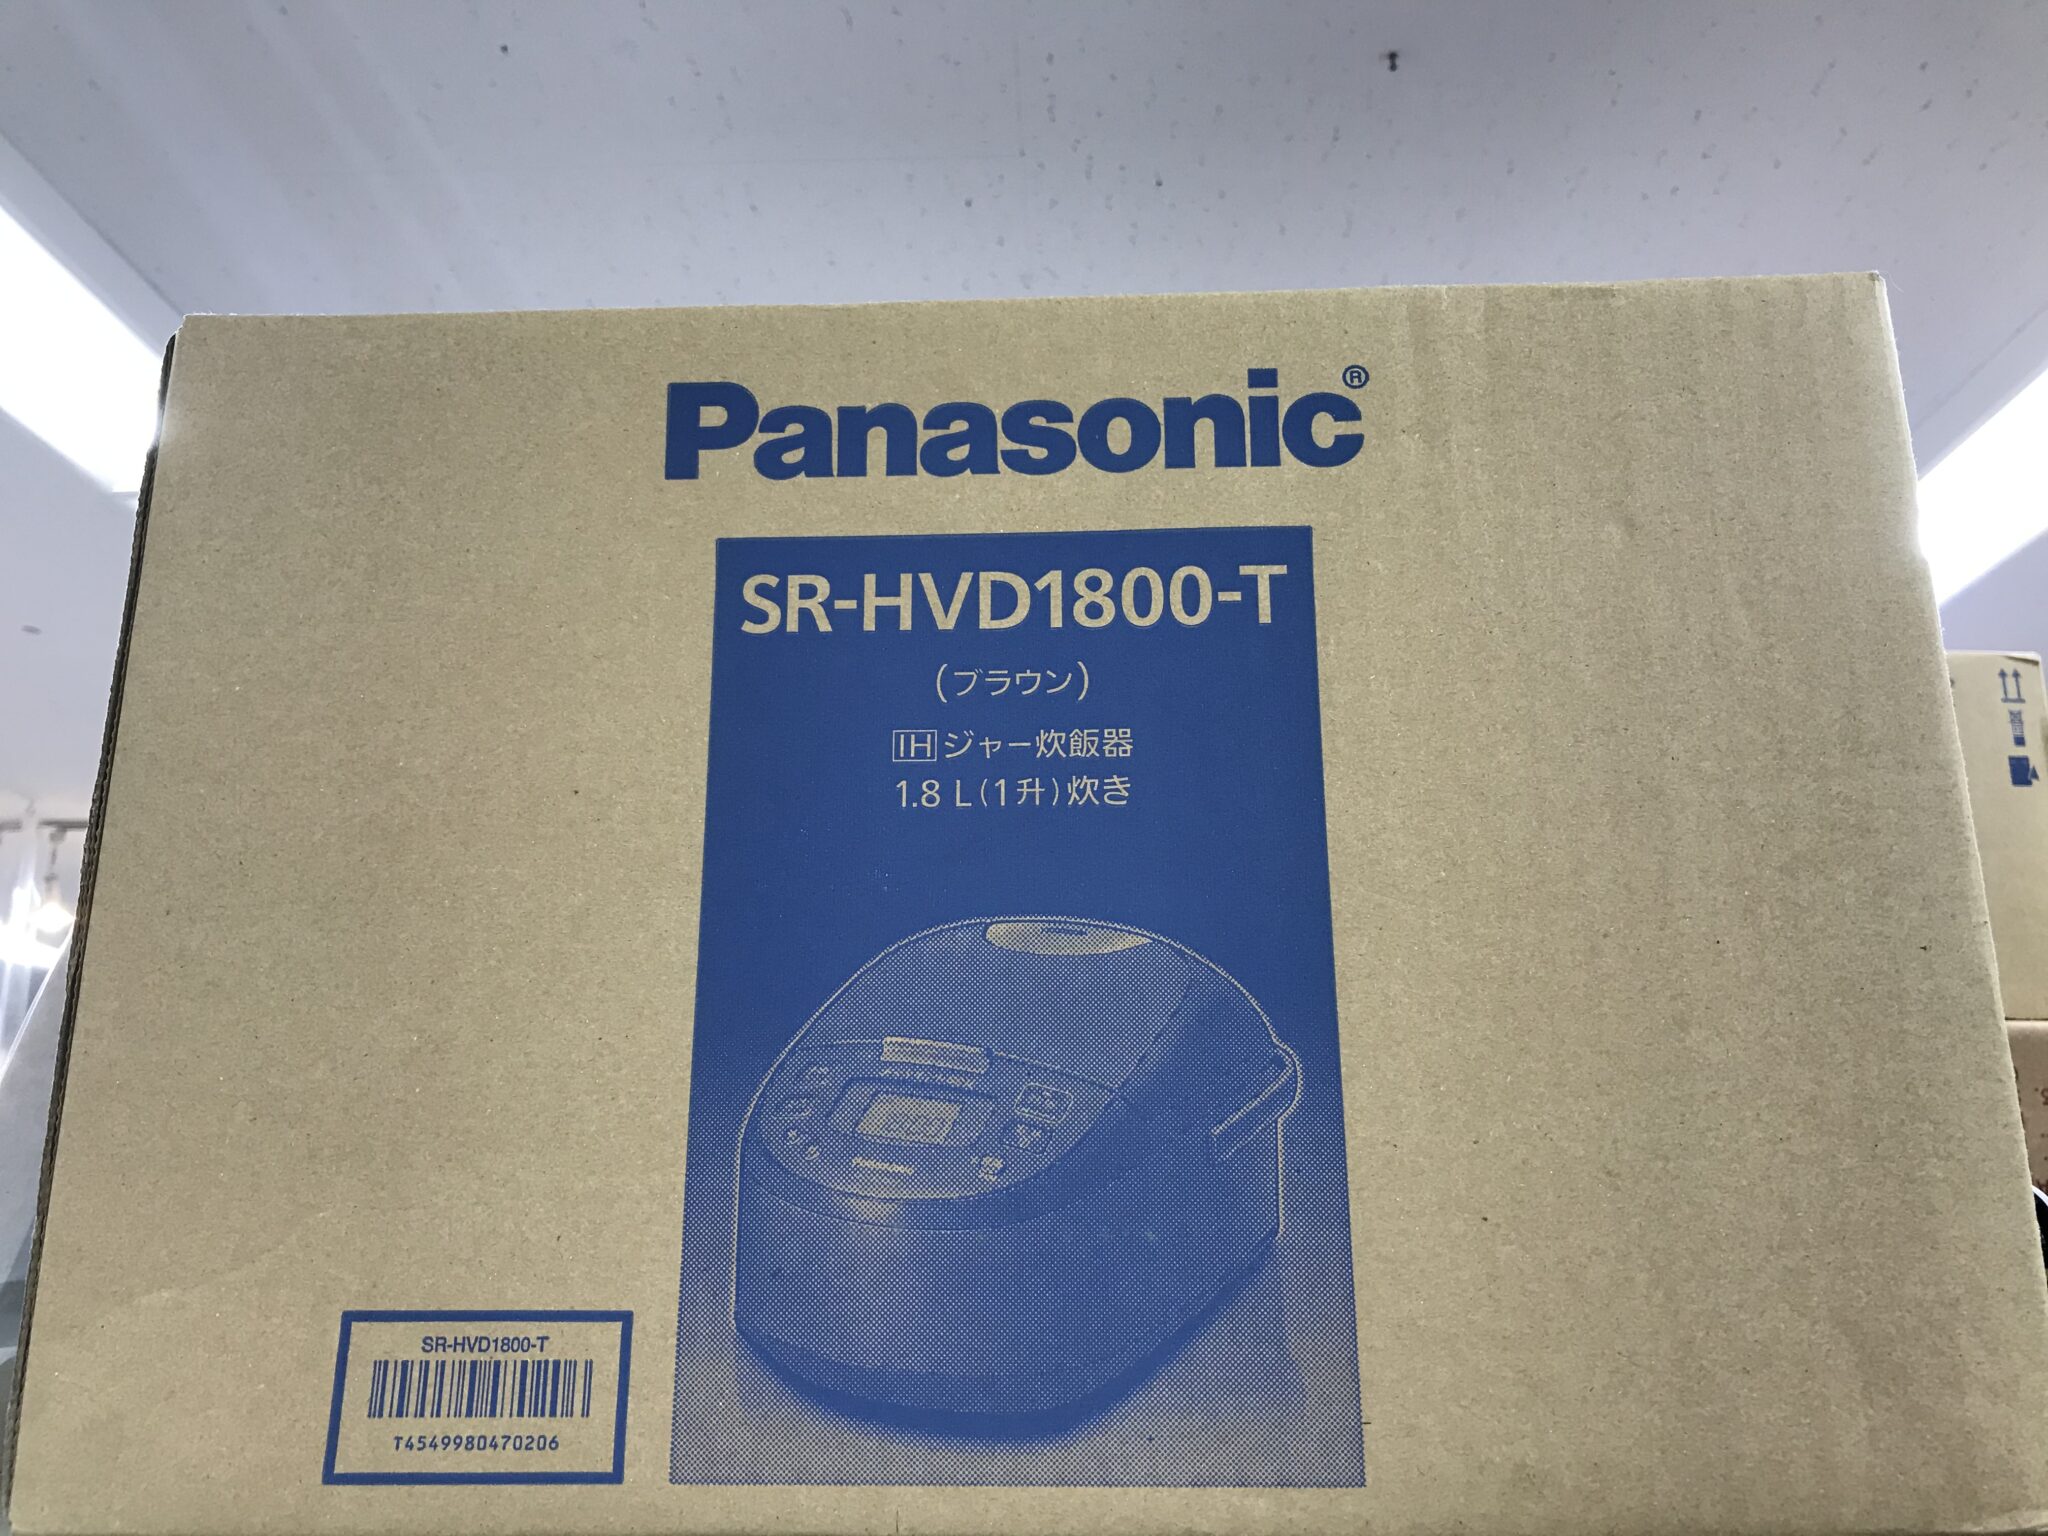 Panasonic®
SR-HVD1800-T
(ブラウン)
IHジャー炊飯器
1.8 L(1升)炊き
Panasonic
SR-HVD1800-T
T4549980470206